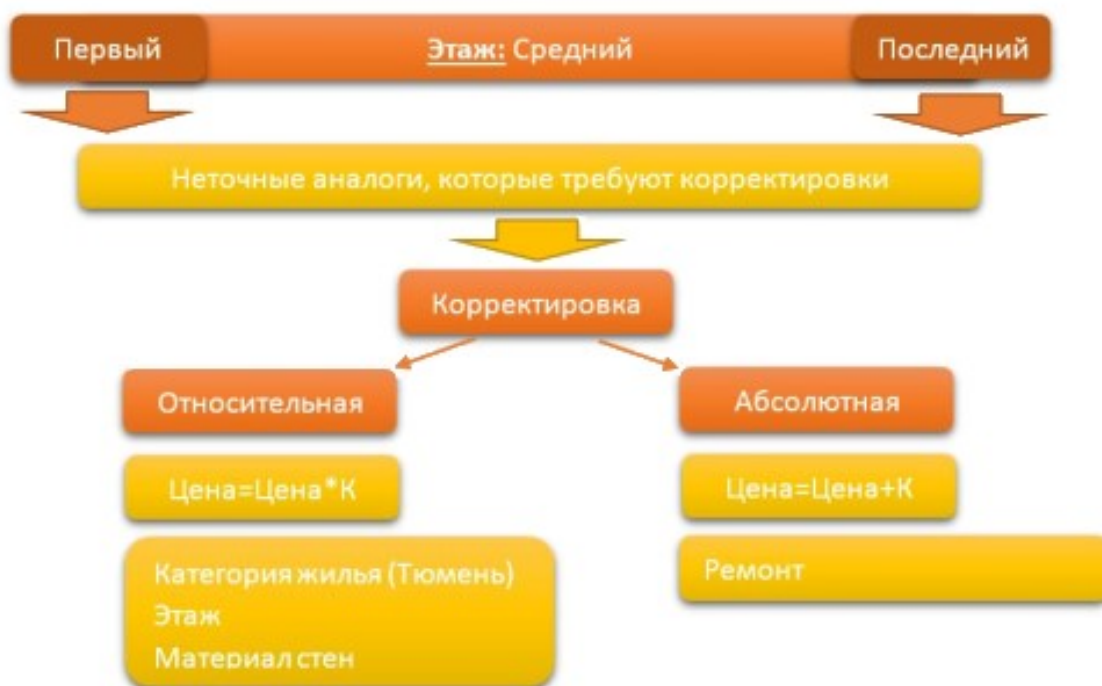 Первый
Этаж: Средний
Последний
Неточные аналоги, которые требуют корректировки
Корректировка
Относительная
Абсолютная
Цена=Цена*К
Цена=Цена+К
Категория жилья (Тюмень)
Этаж
Материал стен
Ремонт